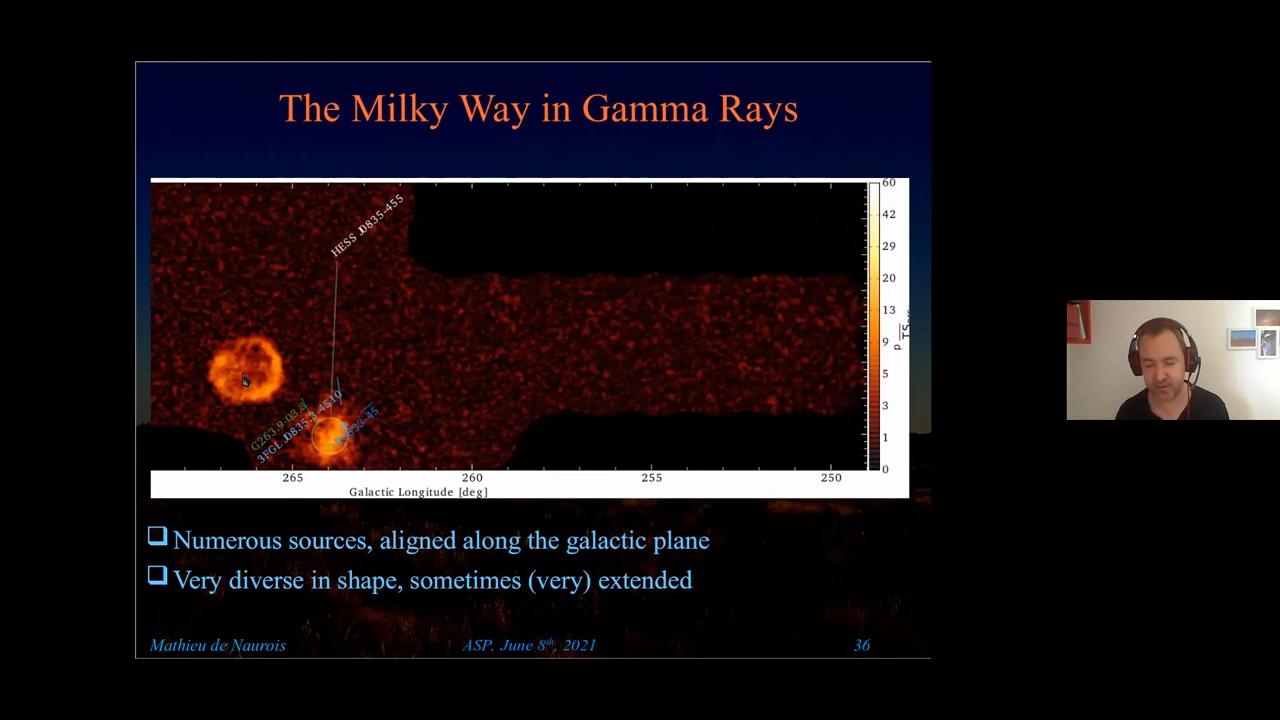 The Milky Way in Gamma Rays
HESS J0835-455
G263.9-03.3
3FGL J0835.3-4510
B0833-45
60
42
29
20
13
9
5
3
1
0
265
260
255
250
Galactic Longitude [deg]
Numerous sources, aligned along the galactic plane
Very diverse in shape, sometimes (very) extended
Mathieu de Naurois
ASP, June 8th, 2021
36